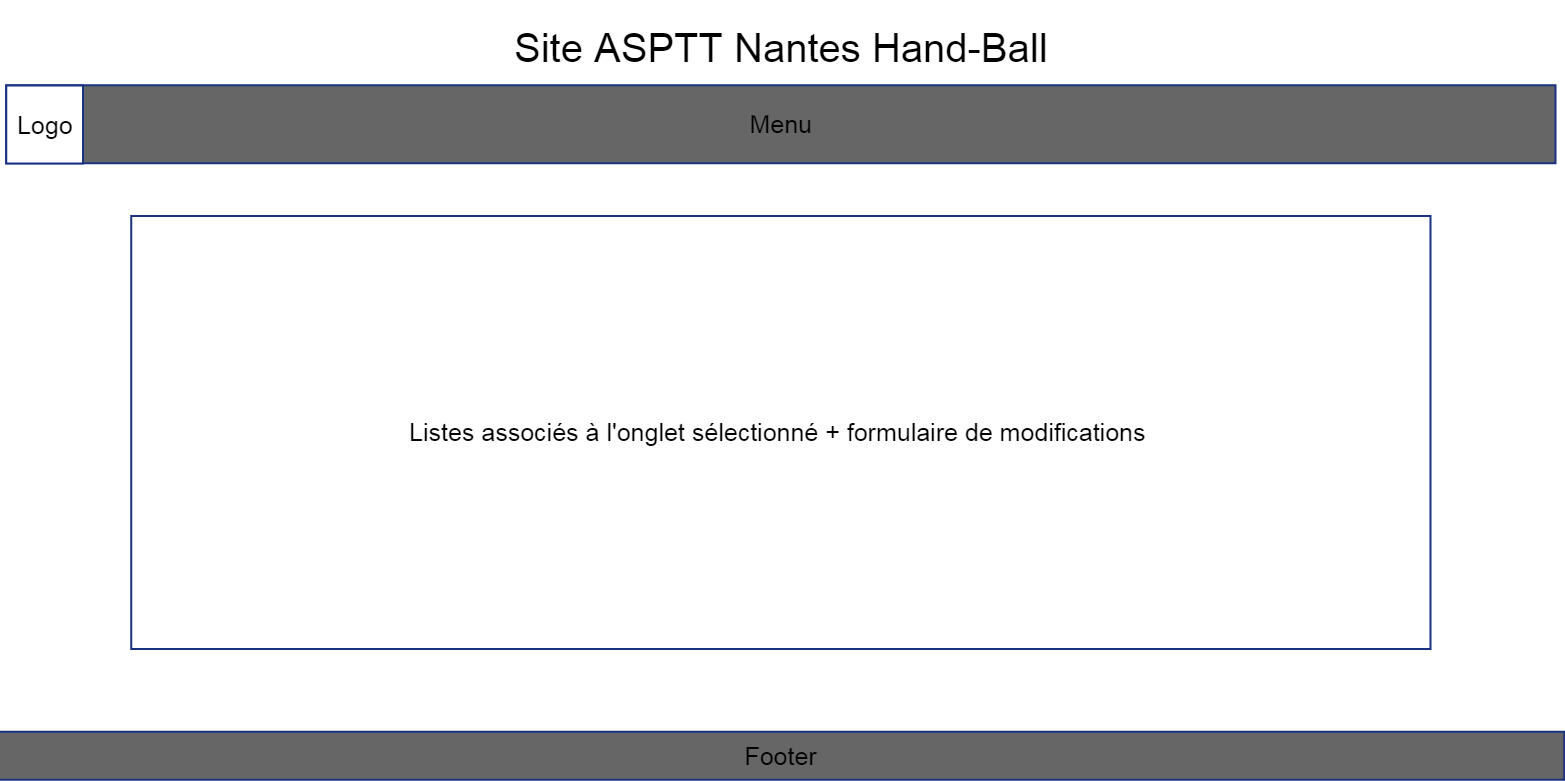 Site ASPTT Nantes Hand-Ball
Logo
Menu
Listes associés à l'onglet sélectionné + formulaire de modifications
Footer